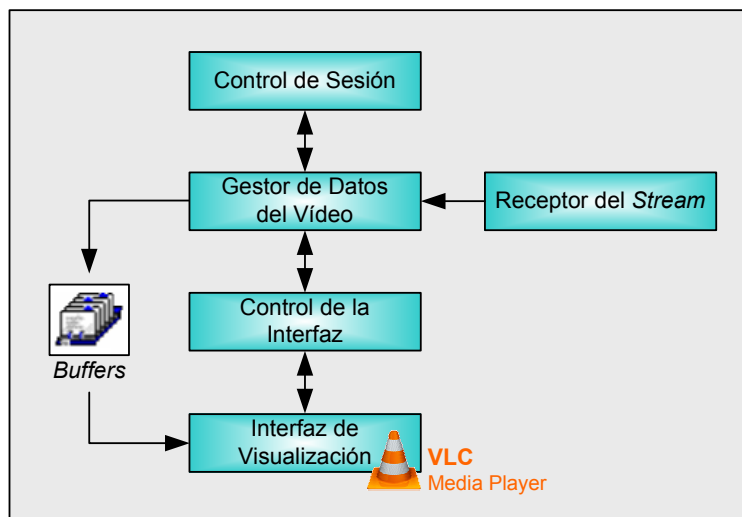 Control de Sesión
Gestor de Datos
del Vídeo
Receptor del Stream
Control de la
Interfaz
Buffers
Interfaz de
Visualización
VLC
Media Player